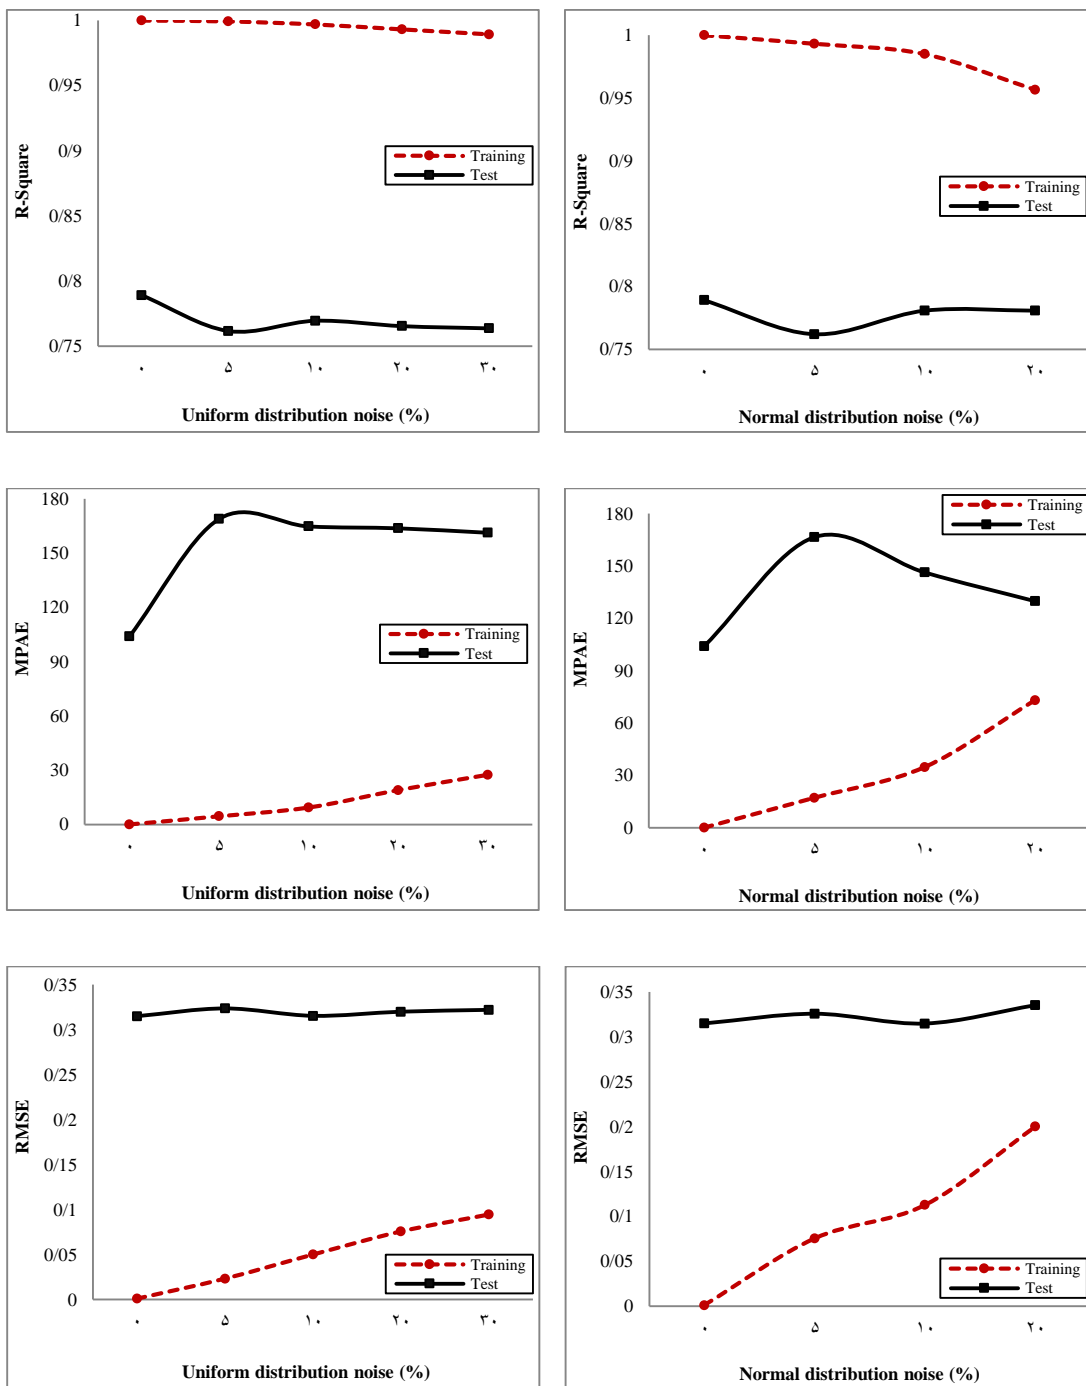 1
0/95
0/9
0/85
0/8
0/75
R-Square
Training
Test
۰ ۵ ۱۰ ۲۰ ۳۰
Uniform distribution noise (%)
1
0/95
0/9
0/85
0/8
0/75
R-Square
Training
Test
۰ ۵ ۱۰ ۲۰
Normal distribution noise (%)
180
150
120
90
60
30
0
MPAE
Training
Test
۰ ۵ ۱۰ ۲۰ ۳۰
Uniform distribution noise (%)
180
150
120
90
60
30
0
MPAE
Training
Test
۰ ۵ ۱۰ ۲۰
Normal distribution noise (%)
0/35
0/3
0/25
0/2
0/15
0/1
0/05
0
RMSE
Training
Test
۰ ۵ ۱۰ ۲۰ ۳۰
Uniform distribution noise (%)
0/35
0/3
0/25
0/2
0/15
0/1
0/05
0
RMSE
Training
Test
۰ ۵ ۱۰ ۲۰
Normal distribution noise (%)